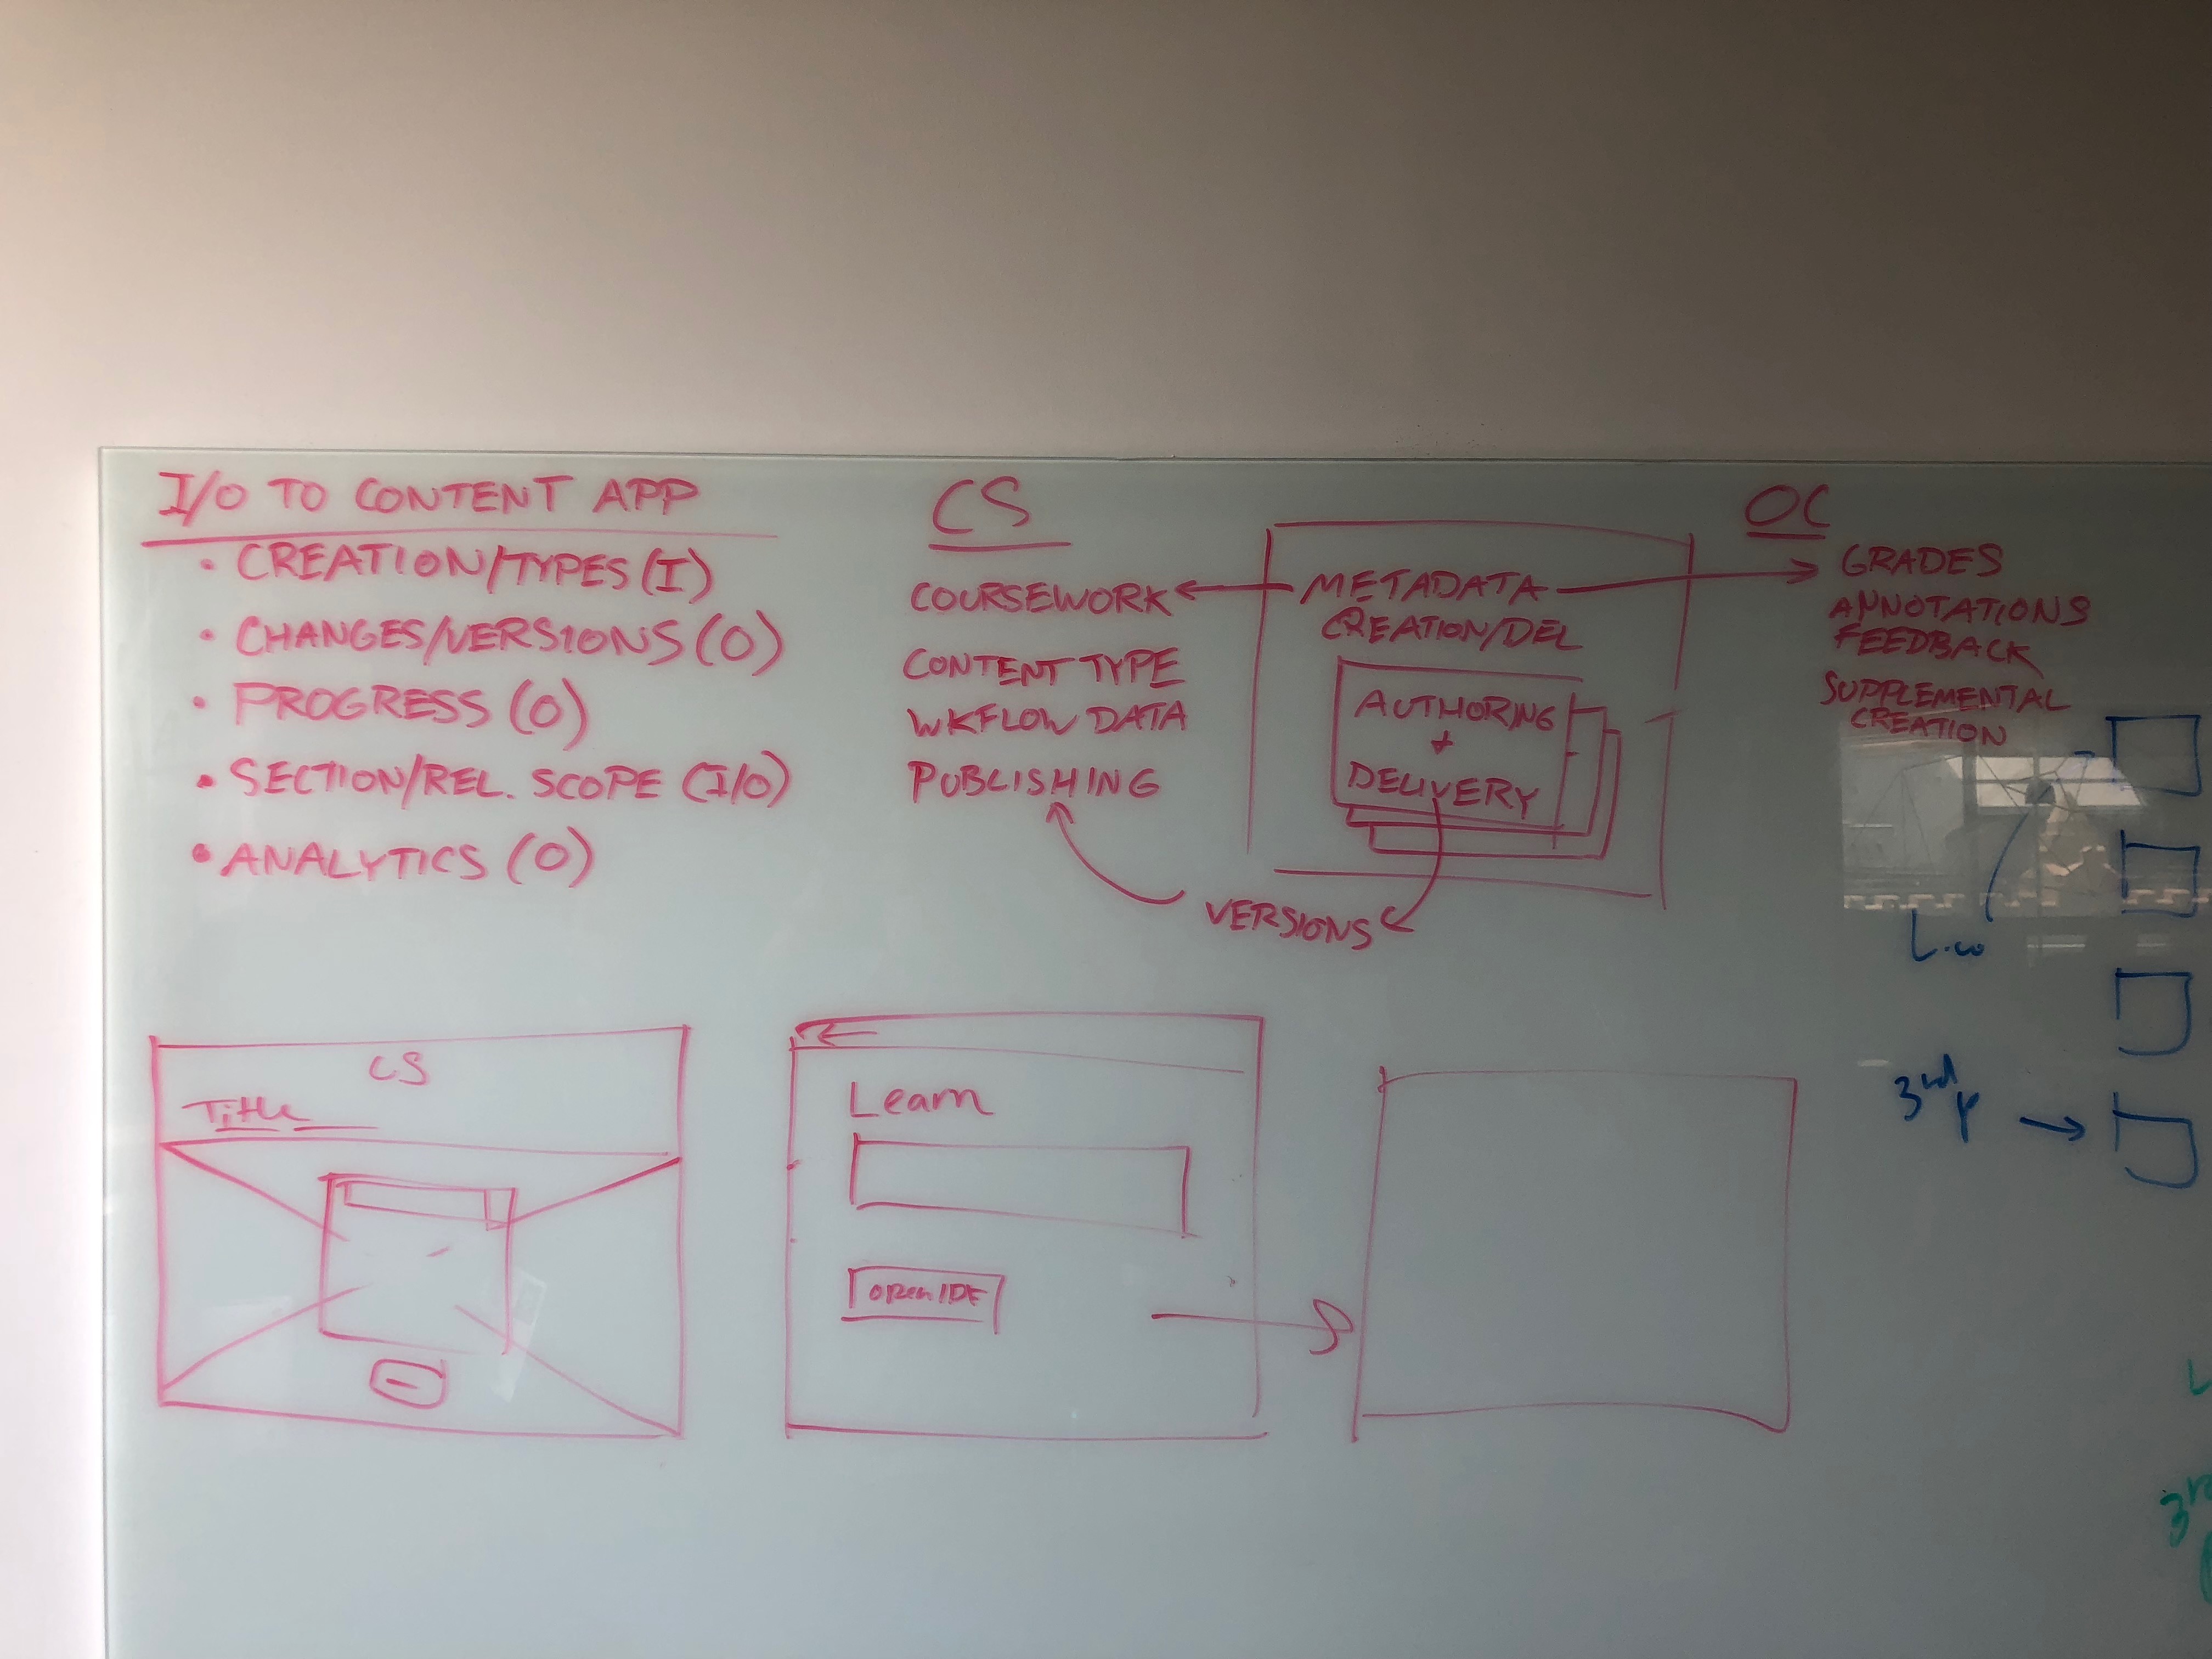 I/O TO CONTENT APP
• CREATION/TYPES (I)
• CHANGES/VERSIONS (O)
• PROGRESS (O)
• SECTION/REL. SCOPE (I/O)
• ANALYTICS (O)
CS
COURSEWORK
CONTENT TYPE
WKFLOW DATA
PUBLISHING
METADATA
CREATION/DEL
AUTHORING
+
DELIVERY
VERSIONS
OC
GRADES
ANNOTATIONS
FEEDBACK
SUPPLEMENTAL
CREATION
L.co
3rd
CS
Title
Learn
OPEN IDE
3r